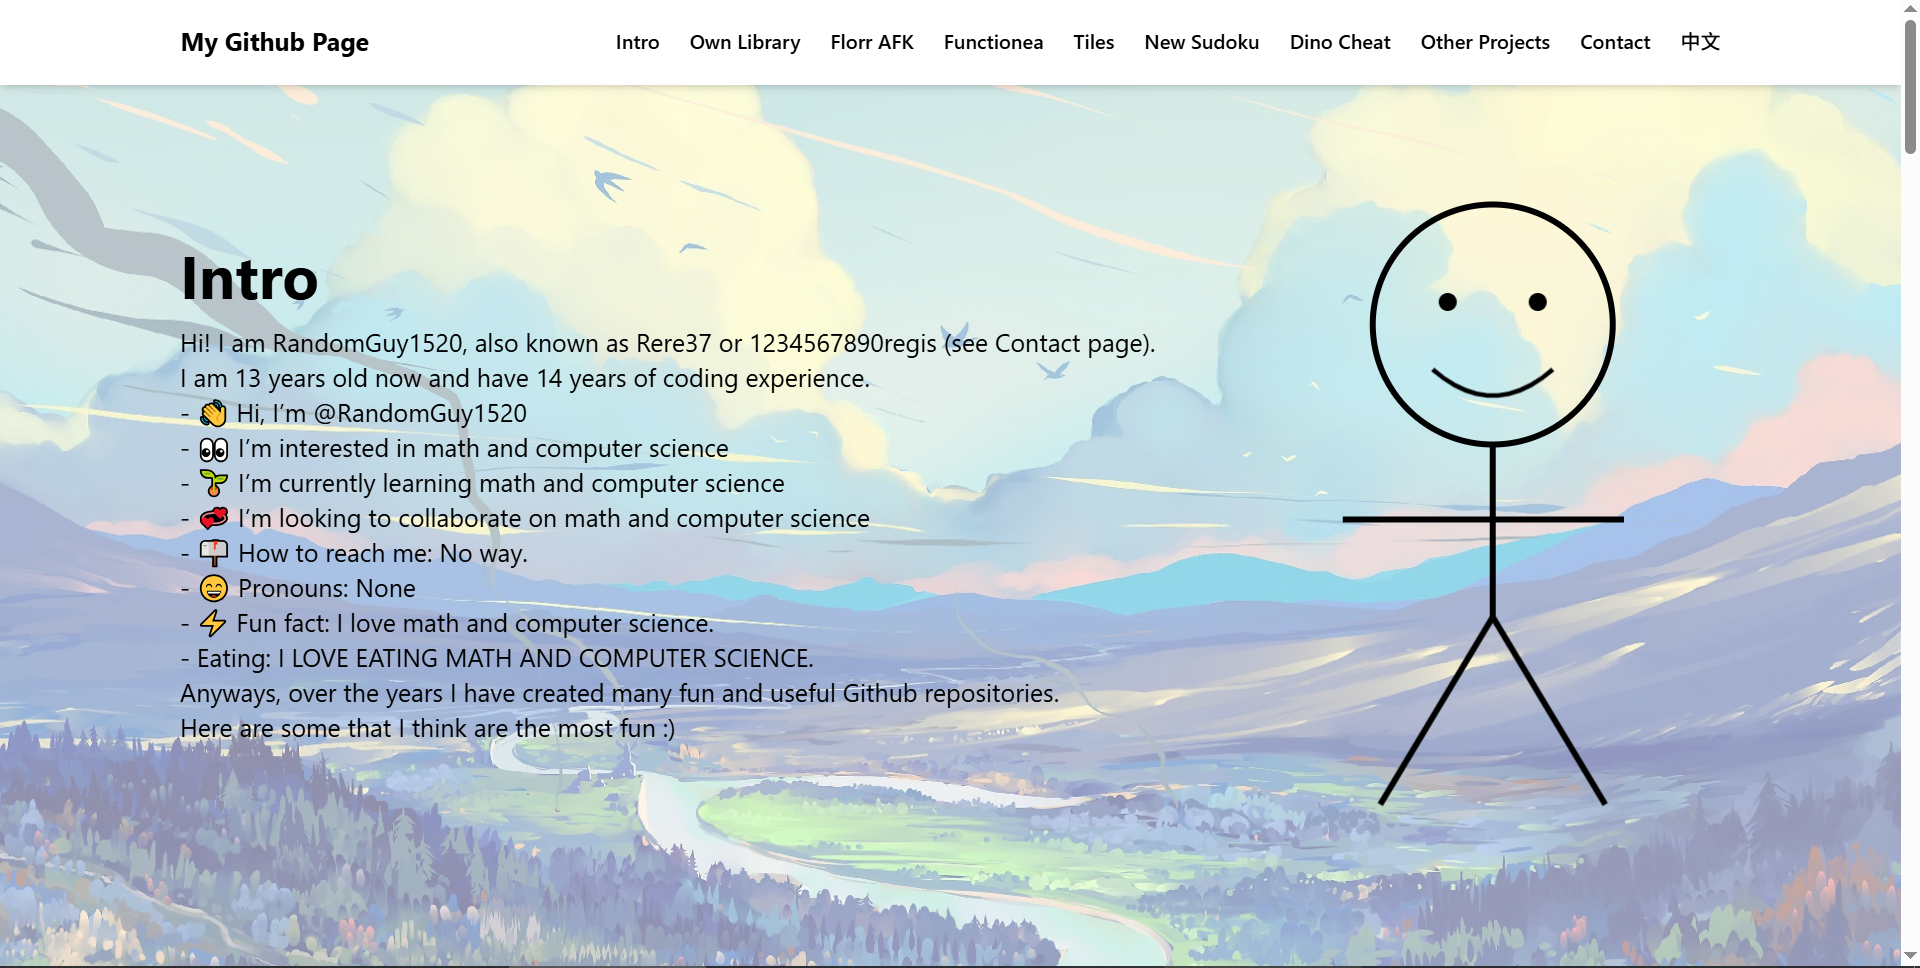 My Github Page
Intro
Own Library
Florr AFK
Functionea
Tiles
New Sudoku
Dino Cheat
Other Projects
Contact
中文
Intro
Hi! I am RandomGuy1520, also known as Rere37 or 1234567890regis (see Contact page).
I am 13 years old now and have 14 years of coding experience.
- 👋 Hi, I’m @RandomGuy1520
- 👀 I’m interested in math and computer science
- 🌱 I’m currently learning math and computer science
- 💞️ I’m looking to collaborate on math and computer science
- 📫 How to reach me: No way.
- 😄 Pronouns: None
- ⚡ Fun fact: I love math and computer science.
- Eating: I LOVE EATING MATH AND COMPUTER SCIENCE.
Anyways, over the years I have created many fun and useful Github repositories.
Here are some that I think are the most fun :)